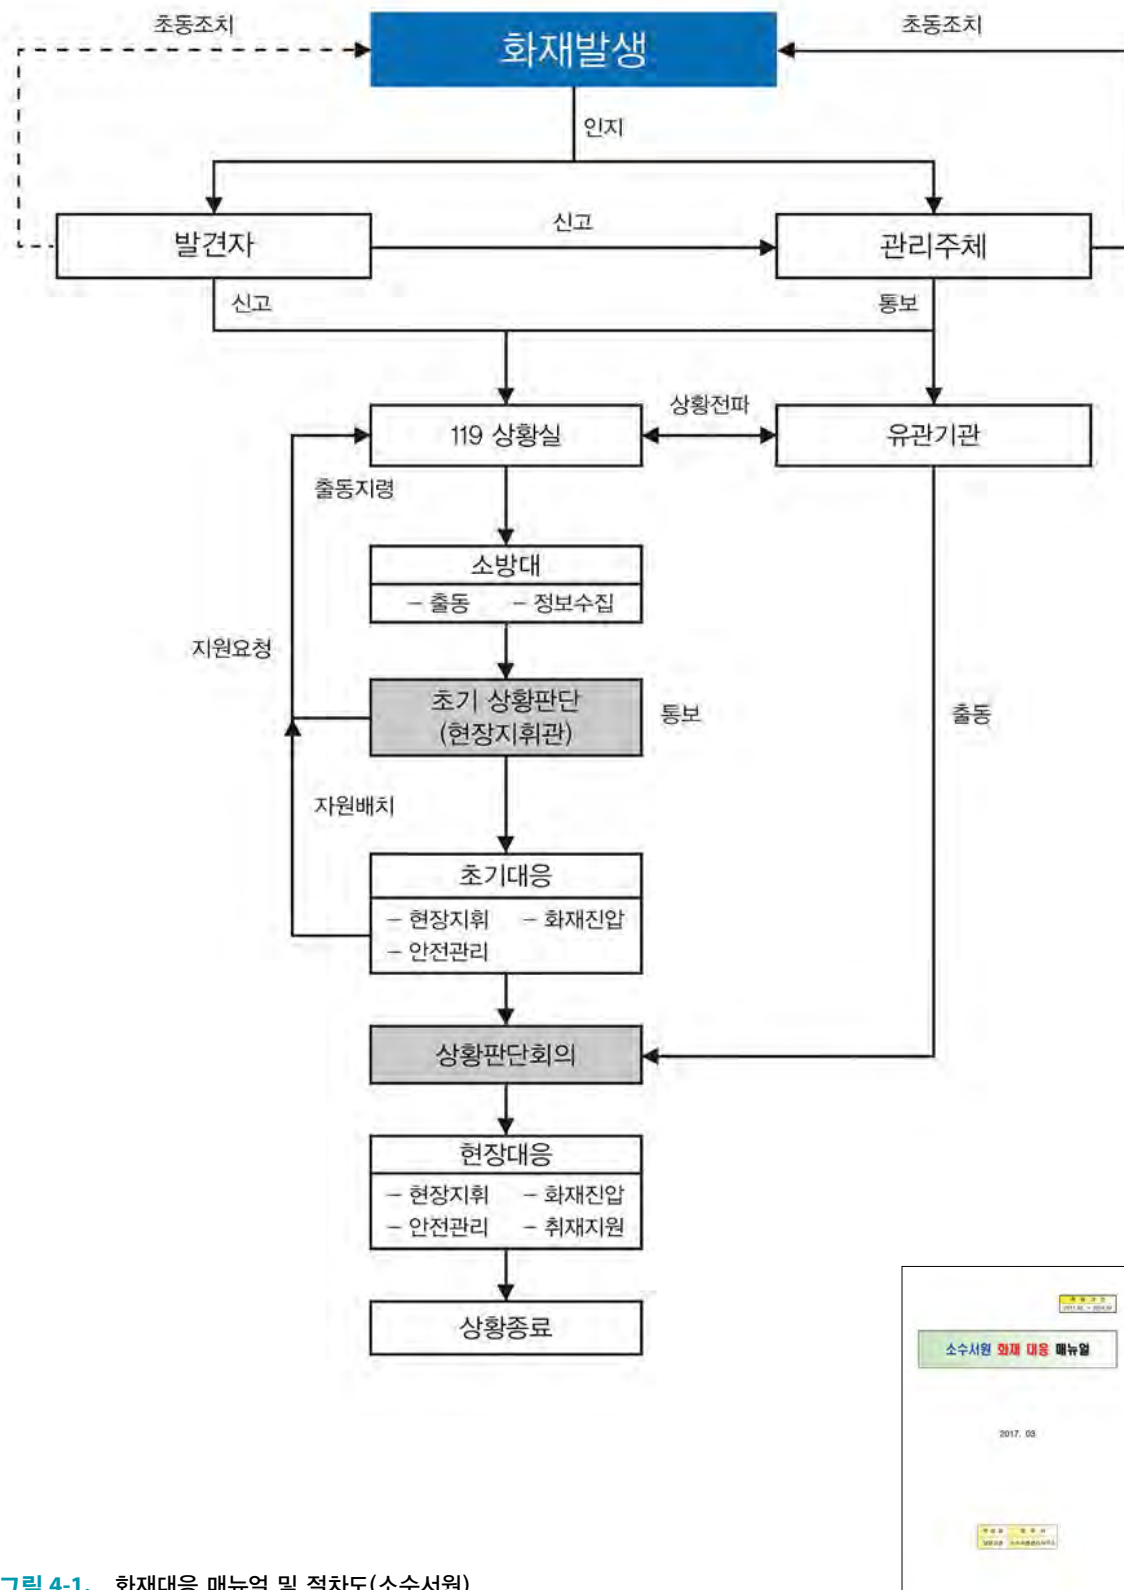 초동조치
화재발생
초동조치
인지
발견자
신고
관리주체
신고
통보
119 상황실
상황전파
유관기관
출동지령
소방대
– 출동 – 정보수집
지원요청
초기 상황판단
(현장지휘관)
통보
출동
자원배치
초기대응
– 현장지휘 – 화재진압
– 안전관리
상황판단회의
현장대응
– 현장지휘 – 화재진압
– 안전관리 – 취재지원
상황종료
소수서원 화재 대응 매뉴얼
2017. 03
그림 4-1. 화재대응 매뉴얼 및 절차도(소수서원)